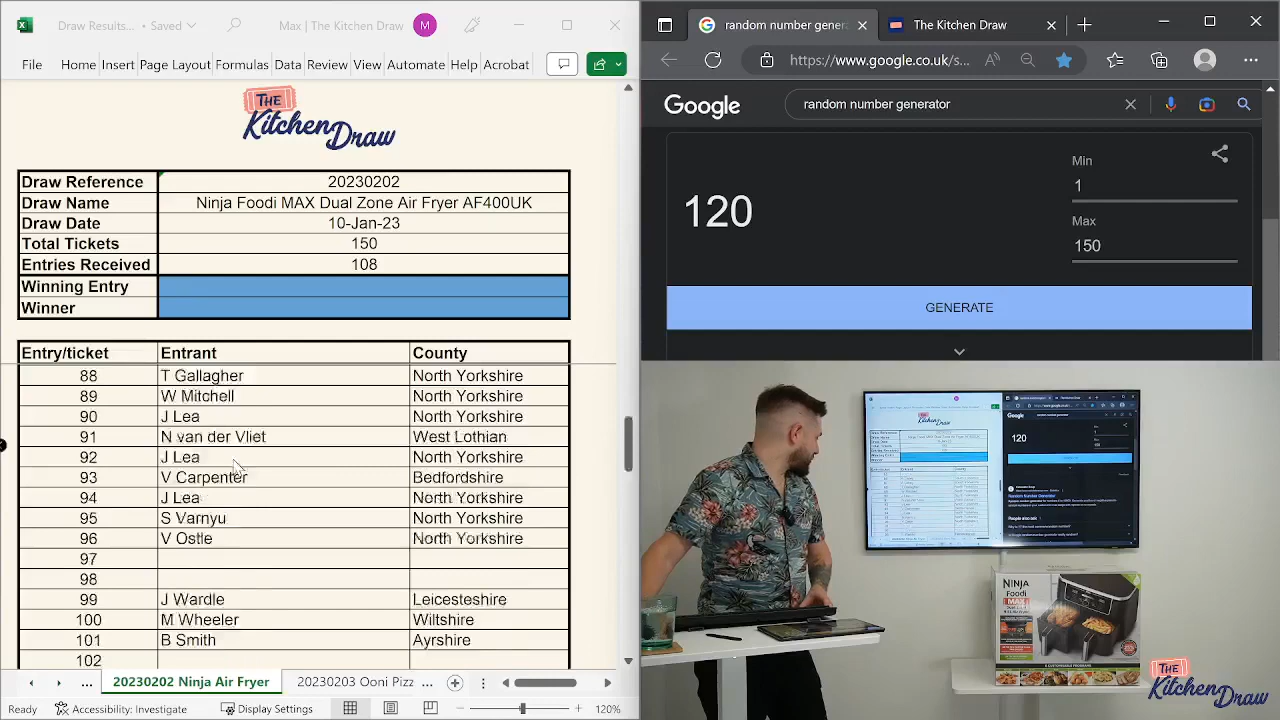 Draw Results... • Saved
Max | The Kitchen Draw
M
File Home Insert Page Layout Formulas Data Review View Automate Help Acrobat
THE
Kitchen Draw
Draw Reference 20230202
Draw Name Ninja Foodi MAX Dual Zone Air Fryer AF400UK
Draw Date 10-Jan-23
Total Tickets 150
Entries Received 108
Winning Entry
Winner
Entry/ticket Entrant County
88 T Gallagher North Yorkshire
89 W Mitchell North Yorkshire
90 J Lea North Yorkshire
91 N van der Vliet West Lothian
92 J Lea North Yorkshire
93 V Carpenter Bedfordshire
94 J Lea North Yorkshire
95 S Varnyu North Yorkshire
96 V Ostle North Yorkshire
97
98
99 J Wardle Leicesteshire
100 M Wheeler Wiltshire
101 B Smith Ayrshire
102
... 20230202 Ninja Air Fryer 20230203 Ooni Pizz ...
Ready Accessibility: Investigate Display Settings 120%
random number genera
The Kitchen Draw
https://www.google.co.uk/s...
Google
random number generator
120
Min
1
Max
150
GENERATE
120
NINJA
Foodi
MAX
THE
Kitchen Draw